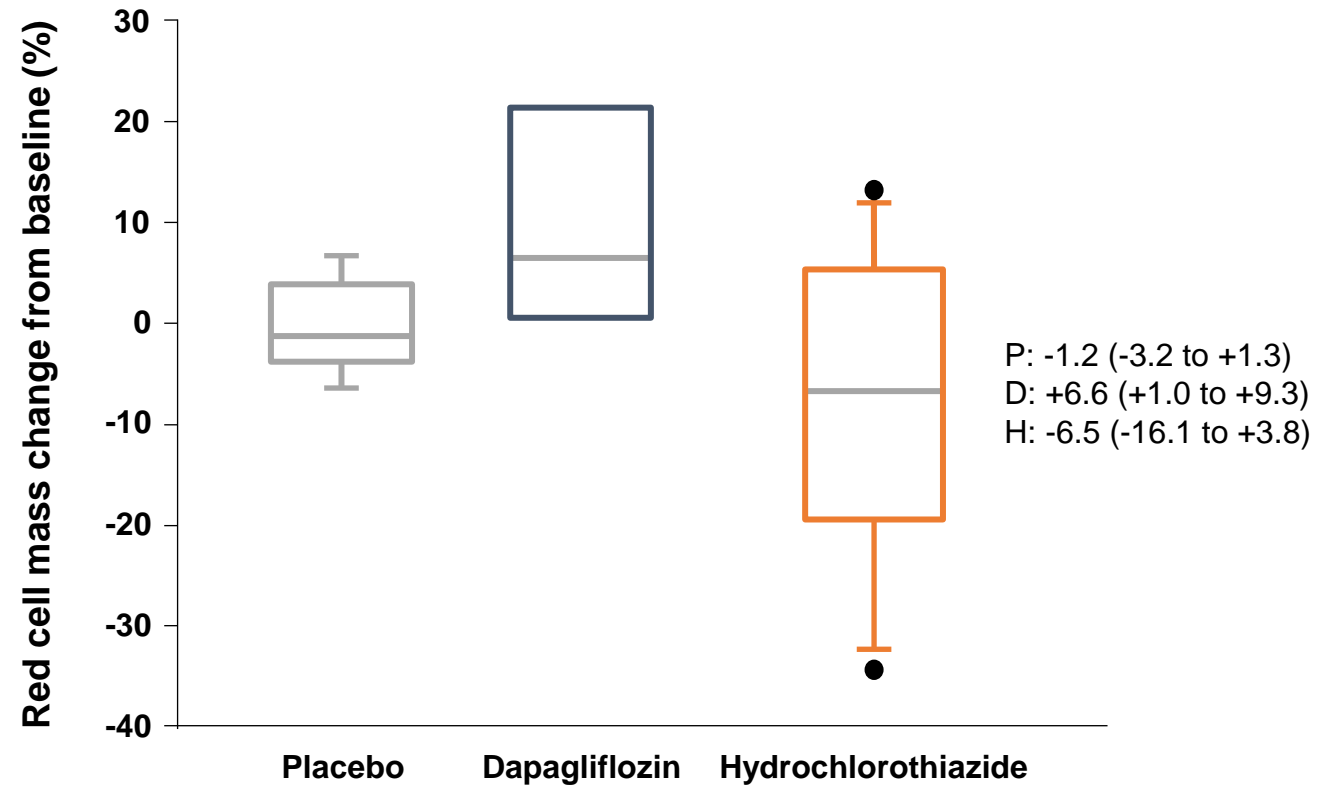 Red cell mass change from baseline (%)
30
20
10
0
-10
-20
-30
-40
Placebo
Dapagliflozin
Hydrochlorothiazide
P: -1.2 (-3.2 to +1.3)
D: +6.6 (+1.0 to +9.3)
H: -6.5 (-16.1 to +3.8)